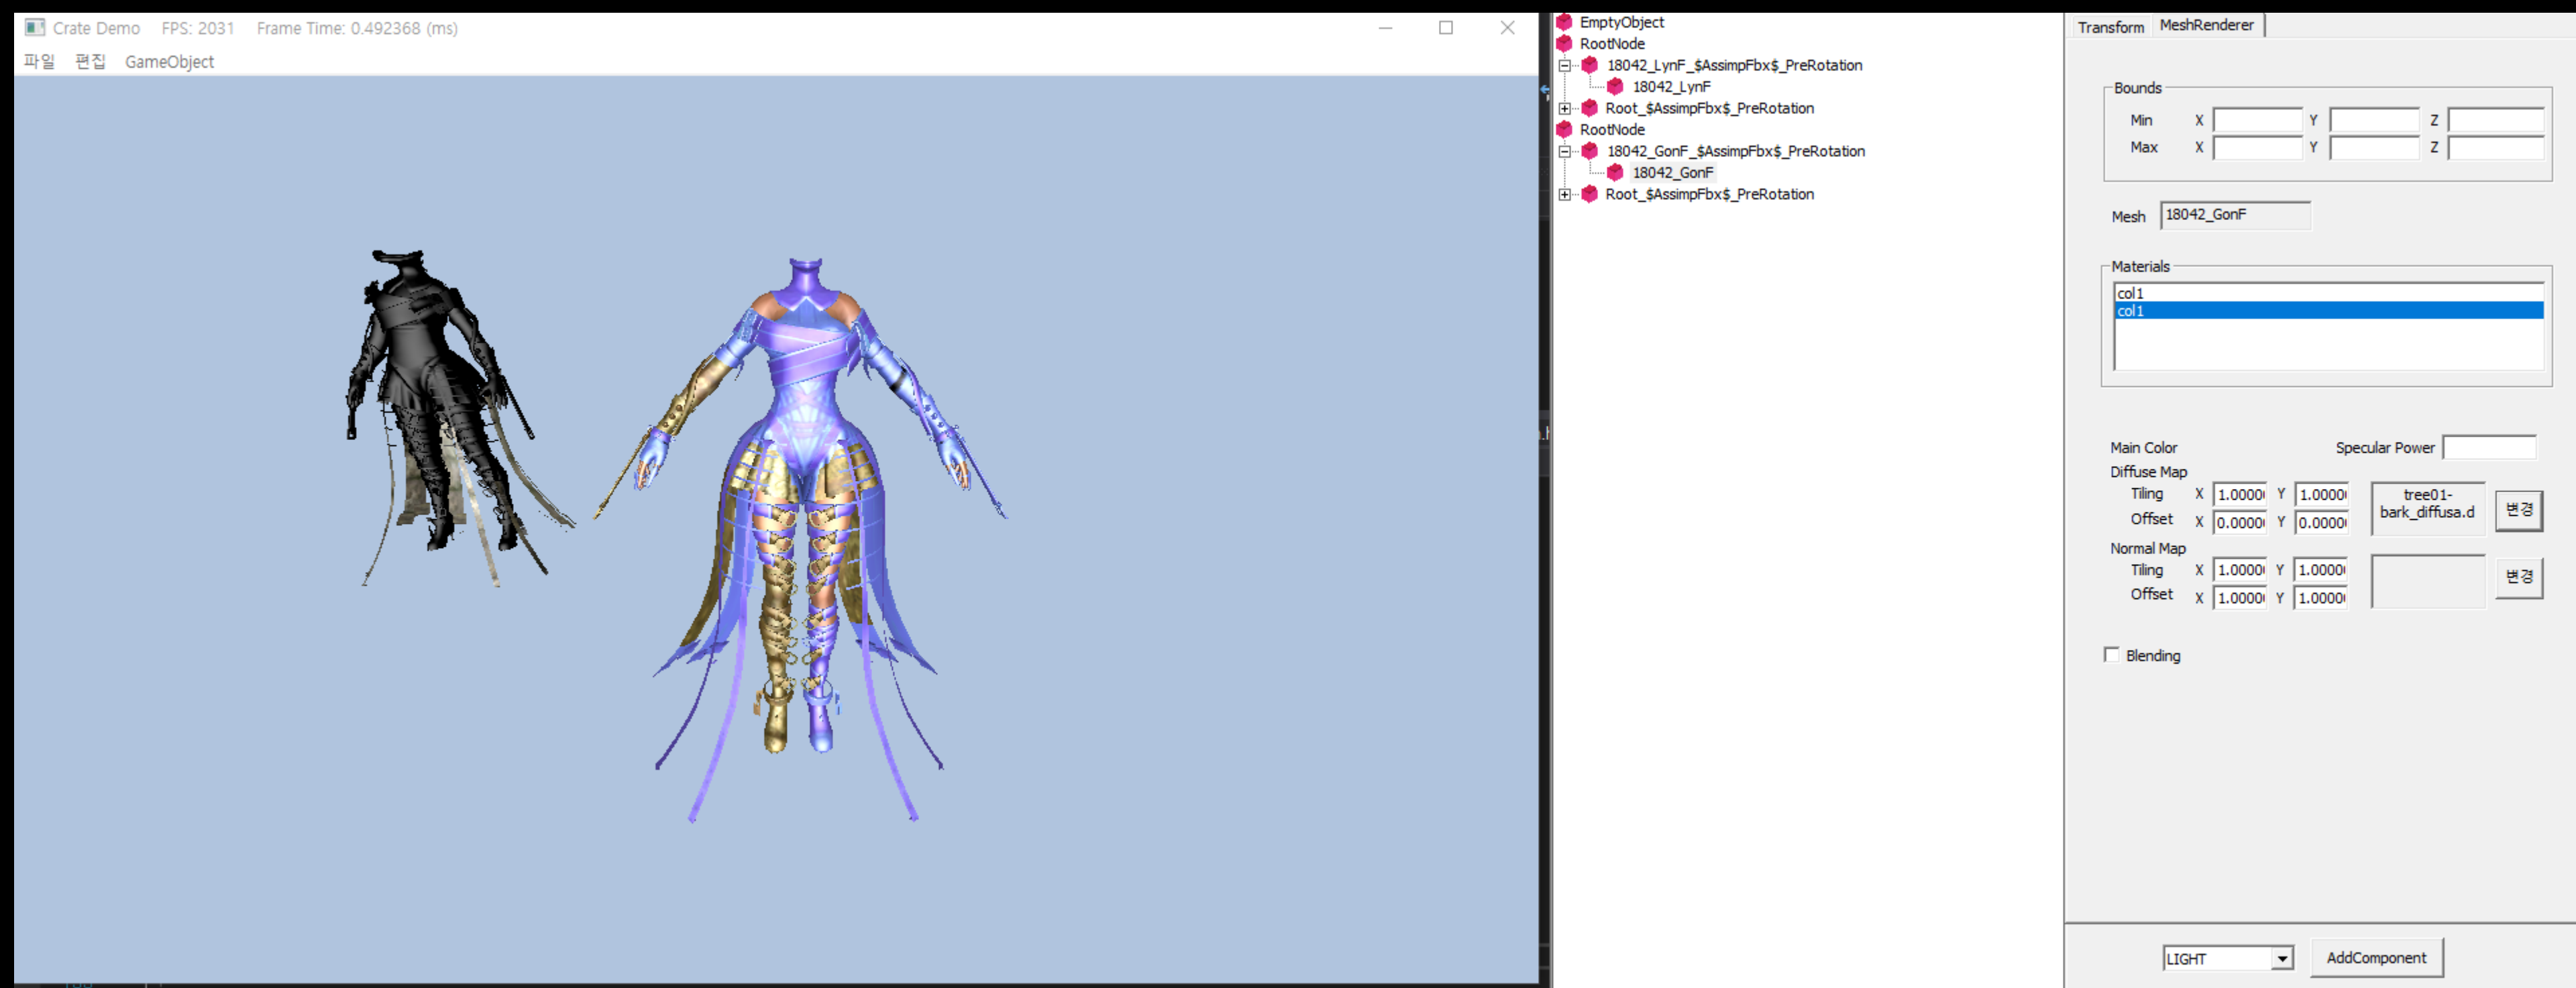 Crate Demo FPS: 2031 Frame Time: 0.492368 (ms)
파일 편집 GameObject
EmptyObject
RootNode
18042_LynF_$AssimpFbx$_PreRotation
18042_LynF
Root_$AssimpFbx$_PreRotation
RootNode
18042_GonF_$AssimpFbx$_PreRotation
18042_GonF
Root_$AssimpFbx$_PreRotation
Transform MeshRenderer
Bounds
Min X Y Z
Max X Y Z
Mesh 18042_GonF
Materials
col1
col1
Main Color Specular Power
Diffuse Map
Tiling X 1.0000 Y 1.0000
Offset X 0.0000 Y 0.0000
tree01-
bark_diffusa.d
변경
Normal Map
Tiling X 1.0000 Y 1.0000
Offset X 1.0000 Y 1.0000
변경
Blending
LIGHT AddComponent